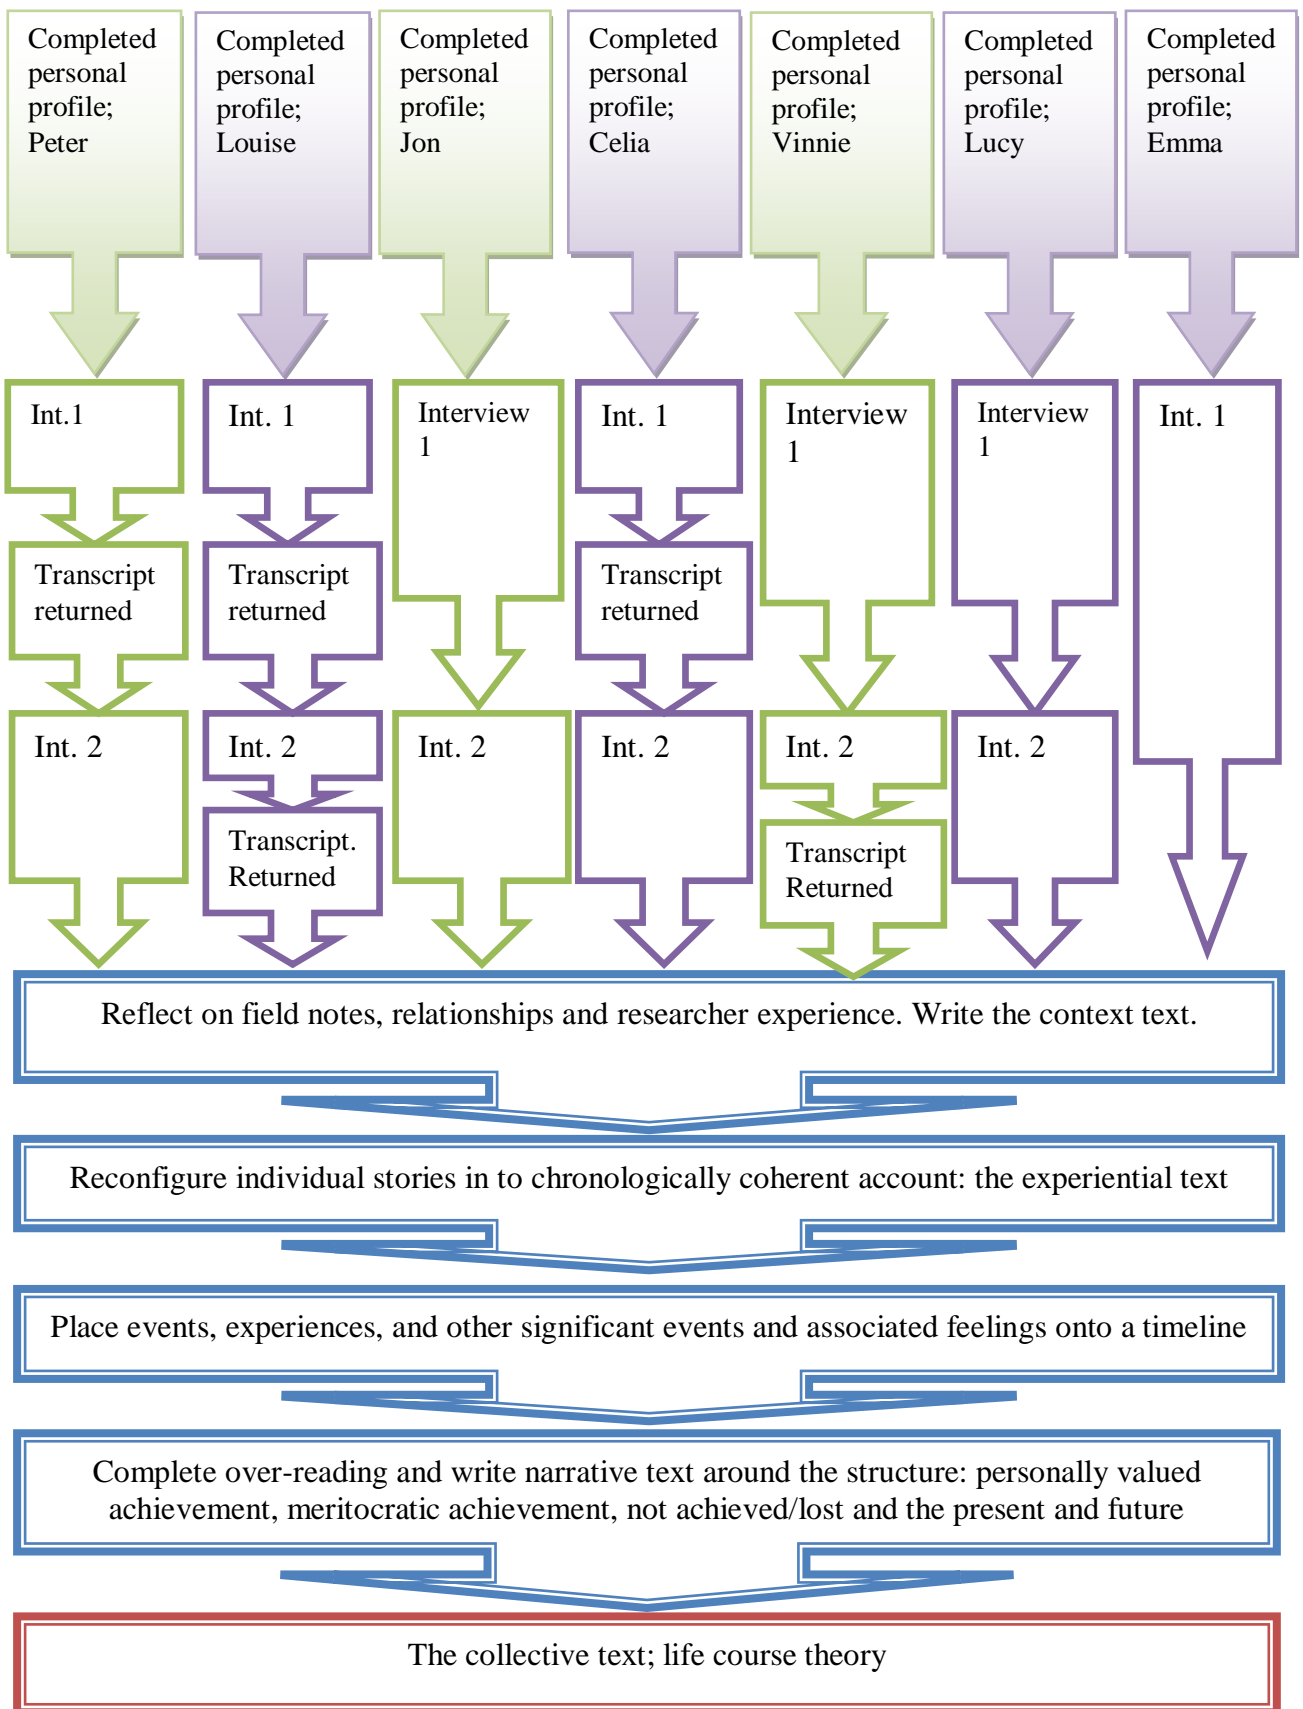 Completed
personal
profile;
Peter
Completed
personal
profile;
Louise
Completed
personal
profile;
Jon
Completed
personal
profile;
Celia
Completed
personal
profile;
Vinnie
Completed
personal
profile;
Lucy
Completed
personal
profile;
Emma
Int.1
Int. 1
Interview
1
Int. 1
Interview
1
Interview
1
Int. 1
Transcript
returned
Transcript
returned
Transcript
returned
Int. 2
Int. 2
Int. 2
Int. 2
Int. 2
Int. 2
Transcript.
Returned
Transcript
Returned
Reflect on field notes, relationships and researcher experience. Write the context text.
Reconfigure individual stories in to chronologically coherent account: the experiential text
Place events, experiences, and other significant events and associated feelings onto a timeline
Complete over-reading and write narrative text around the structure: personally valued
achievement, meritocratic achievement, not achieved/lost and the present and future
The collective text; life course theory